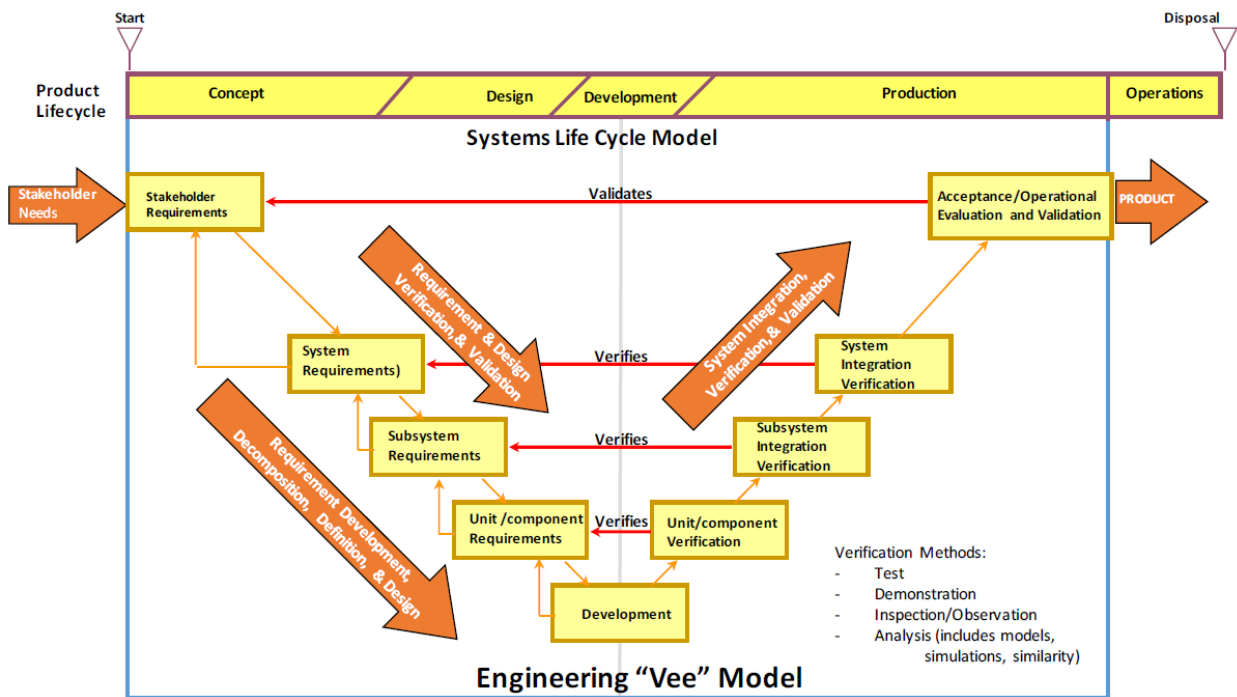 Start
Disposal
Product
Lifecycle
Concept
Design
Development
Production
Operations
Systems Life Cycle Model
Stakeholder
Needs
Stakeholder
Requirements
Validates
Acceptance/Operational
Evaluation and Validation
PRODUCT
Requirement & Design
Verification, & Validation
System Integration,
Verification, & Validation
System
Requirements)
Verifies
System
Integration
Verification
Requirement Development,
Decomposition, Definition, & Design
Subsystem
Requirements
Verifies
Subsystem
Integration
Verification
Unit /component
Requirements
Verifies
Unit/component
Verification
Development
Verification Methods:
- Test
- Demonstration
- Inspection/Observation
- Analysis (includes models,
simulations, similarity)
Engineering “Vee” Model